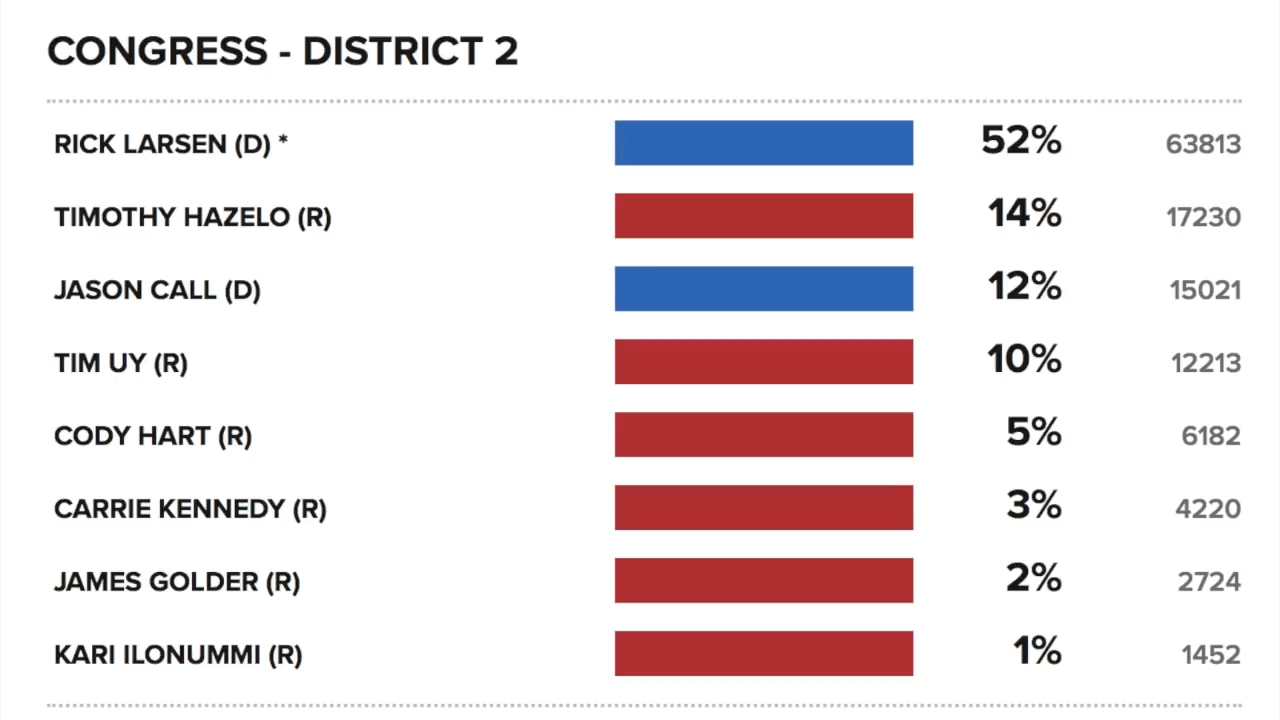 CONGRESS - DISTRICT 2
RICK LARSEN (D) * 52% 63813
TIMOTHY HAZELO (R) 14% 17230
JASON CALL (D) 12% 15021
TIM UY (R) 10% 12213
CODY HART (R) 5% 6182
CARRIE KENNEDY (R) 3% 4220
JAMES GOLDER (R) 2% 2724
KARI ILONUMMI (R) 1% 1452